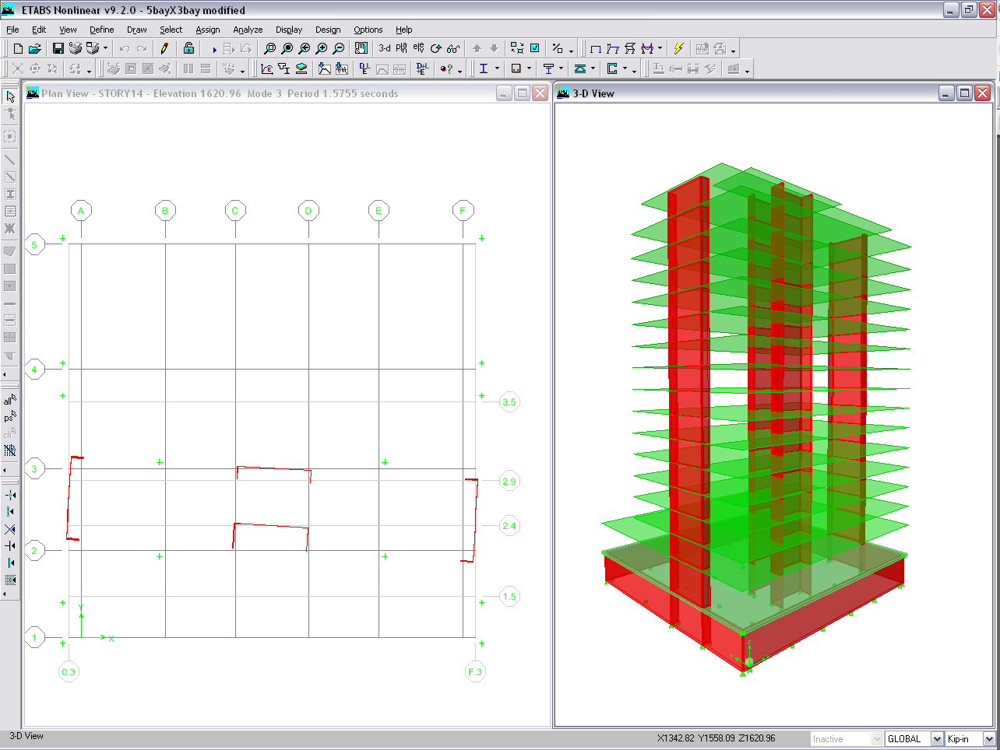 ETABS Nonlinear v9.2.0 - 5bayX3bay modified
File Edit View Define Draw Select Assign Analyze Display Design Options Help
3-d
Plan View - STORY14 - Elevation 1620.96 Mode 3 Period 1.5755 seconds
3-D View
A B C D E F
5
4
3.5
3
2.9
2.4
2
1.5
Y
X
1
0.3 F.3
all
ps
clr
3-D View
X1342.82 Y1558.09 Z1620.96
Inactive
GLOBAL
Kip-in